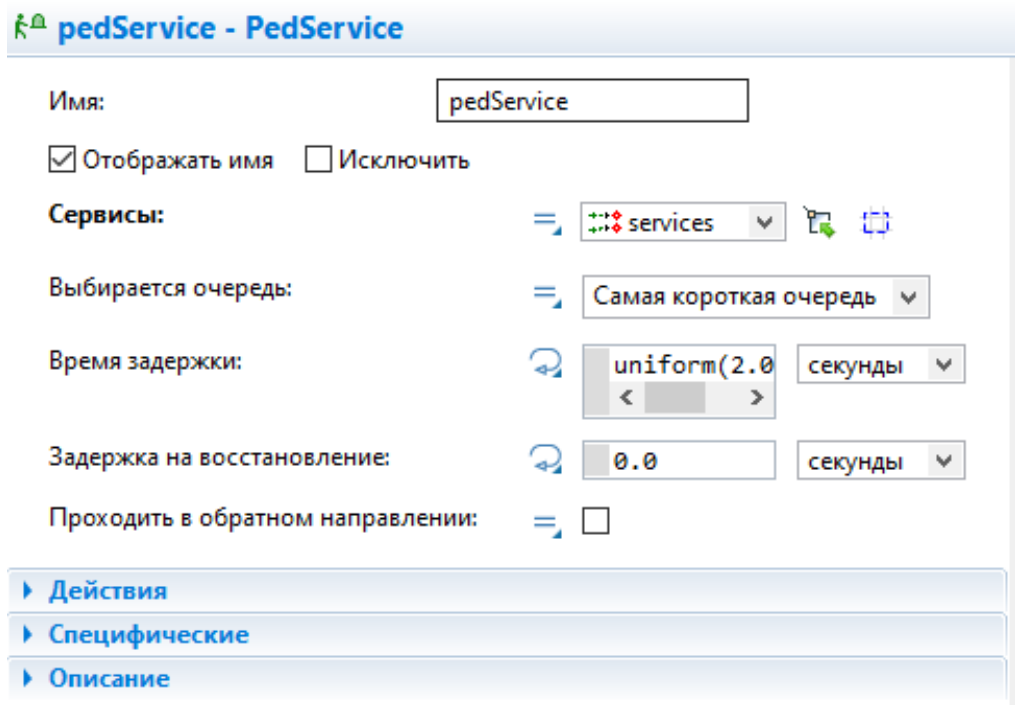 pedService - PedService
Имя: pedService
Отображать имя Исключить
Сервисы: services
Выбирается очередь: Самая короткая очередь
Время задержки: uniform(2.0 секунды
Задержка на восстановление: 0.0 секунды
Проходить в обратном направлении:
Действия
Специфические
Описание